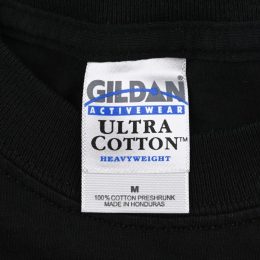 GILDAN
ACTIVEWEAR
ULTRA
COTTON™
HEAVYWEIGHT
M
100% COTTON PRESHRUNK
MADE IN HONDURAS